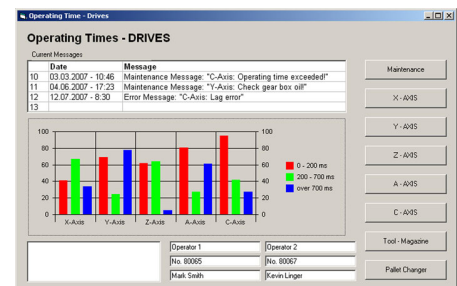 Operating Time - Drives
Operating Times - DRIVES
Current Messages
Date Message
10 03.03.2007 - 10:46 Maintenance Message: "C-Axis: Operating time exceeded!"
11 04.06.2007 - 17:23 Maintenance Message: "Y-Axis: Check gear box oil!"
12 12.07.2007 - 8:30 Error Message: "C-Axis: Lag error"
13
Maintenance
X - AXIS
Y - AXIS
Z - AXIS
A - AXIS
C - AXIS
Tool - Magazine
Pallet Changer
100 100
80 80
60 60
40 40
20 20
0 0
X-Axis Y-Axis Z-Axis A-Axis C-Axis
0 - 200 ms
200 - 700 ms
over 700 ms
Operator 1 Operator 2
No. 80065 No. 80067
Mark Smith Kevin Linger